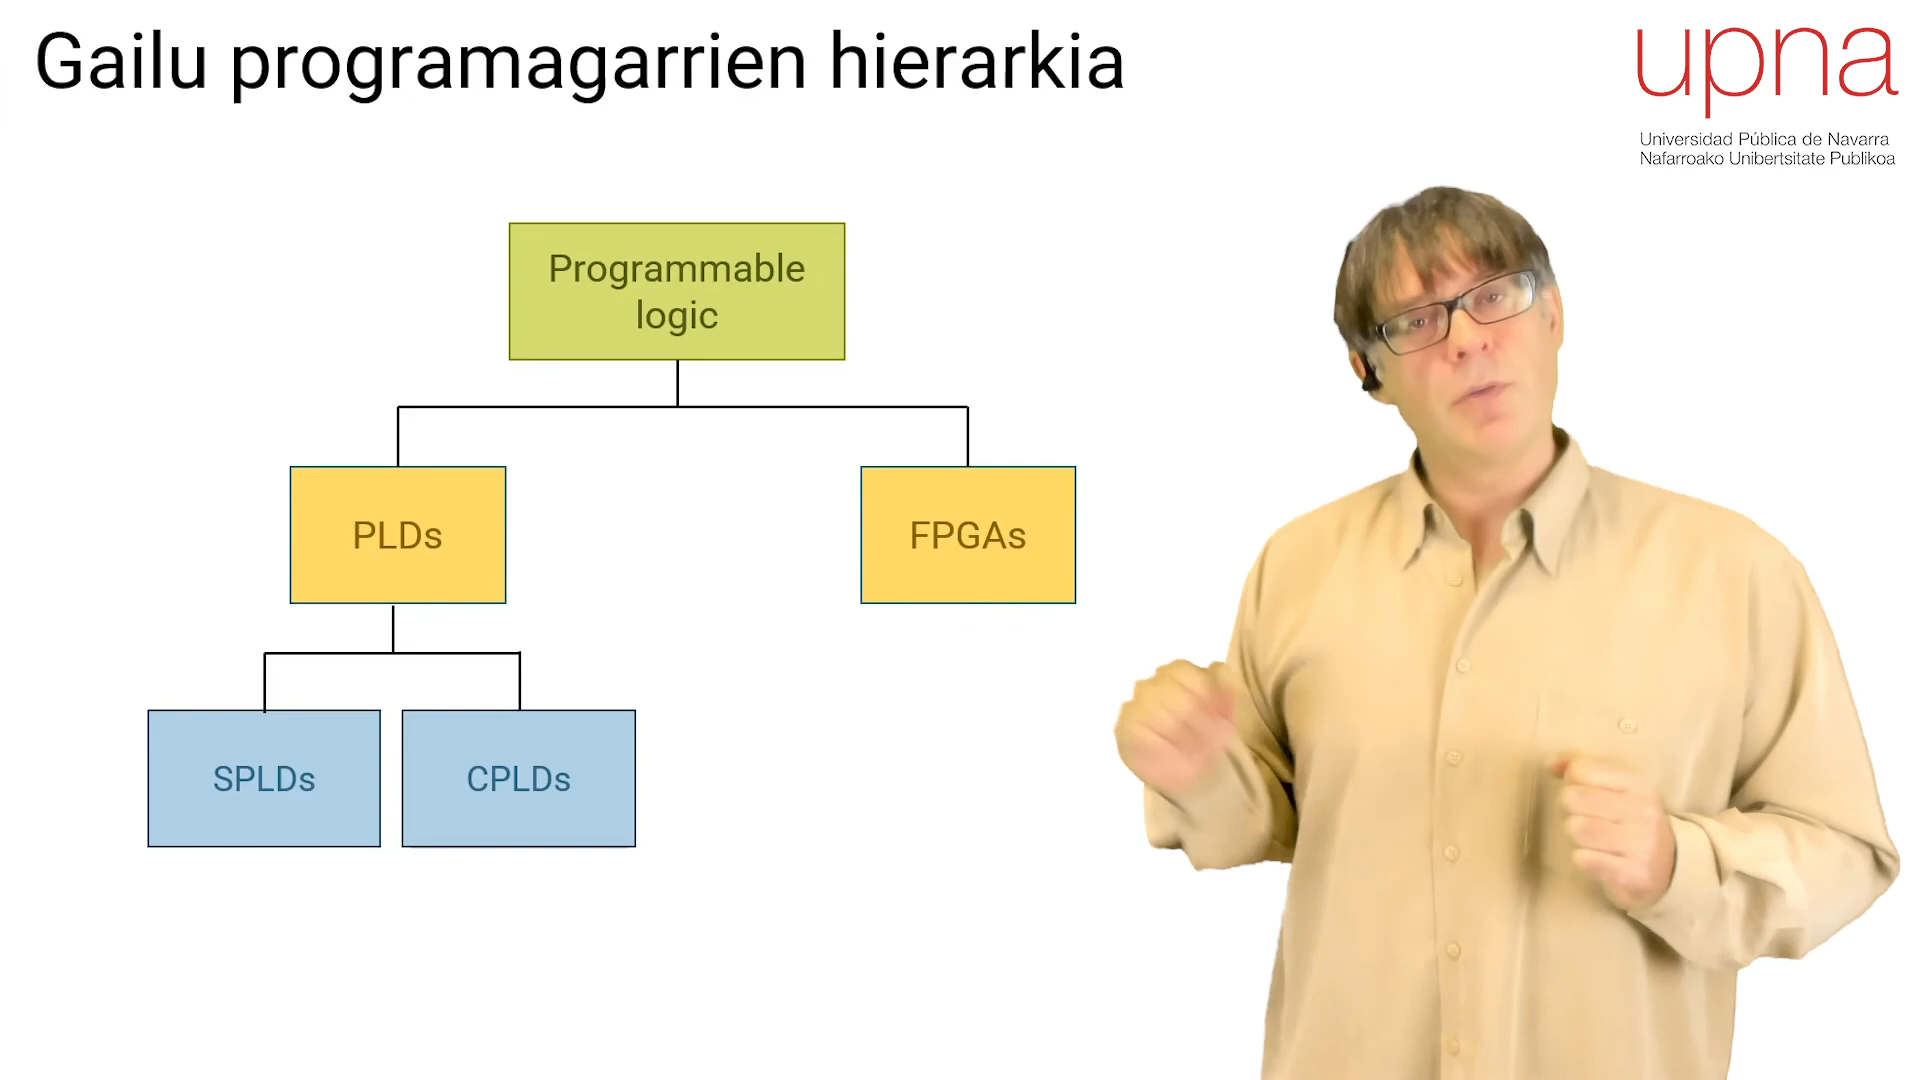 Gailu programagarrien hierarkia
upna
Universidad Pública de Navarra
Nafarroako Unibertsitate Publikoa
Programmable
logic
PLDs
FPGAs
SPLDs
CPLDs